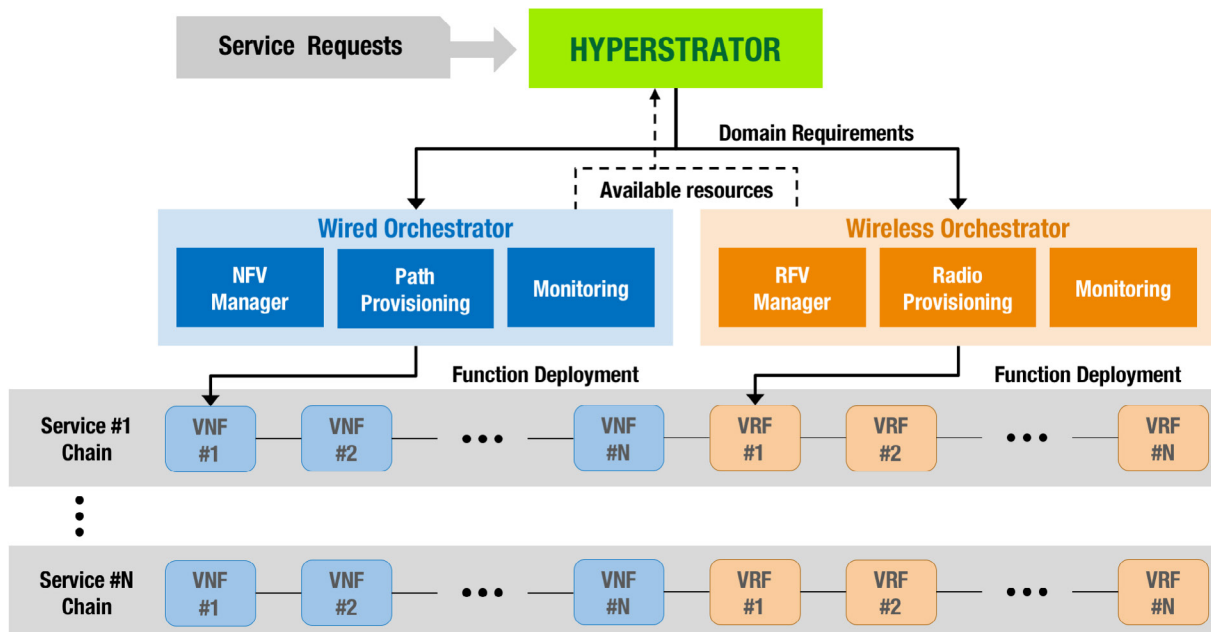 Service Requests
HYPERSTRATOR
Domain Requirements
Available resources
Wired Orchestrator
NFV
Manager
Path
Provisioning
Monitoring
Wireless Orchestrator
RFV
Manager
Radio
Provisioning
Monitoring
Function Deployment
Function Deployment
Service #1
Chain
VNF
#1
VNF
#2
VNF
#N
VRF
#1
VRF
#2
VRF
#N
Service #N
Chain
VNF
#1
VNF
#2
VNF
#N
VRF
#1
VRF
#2
VRF
#N